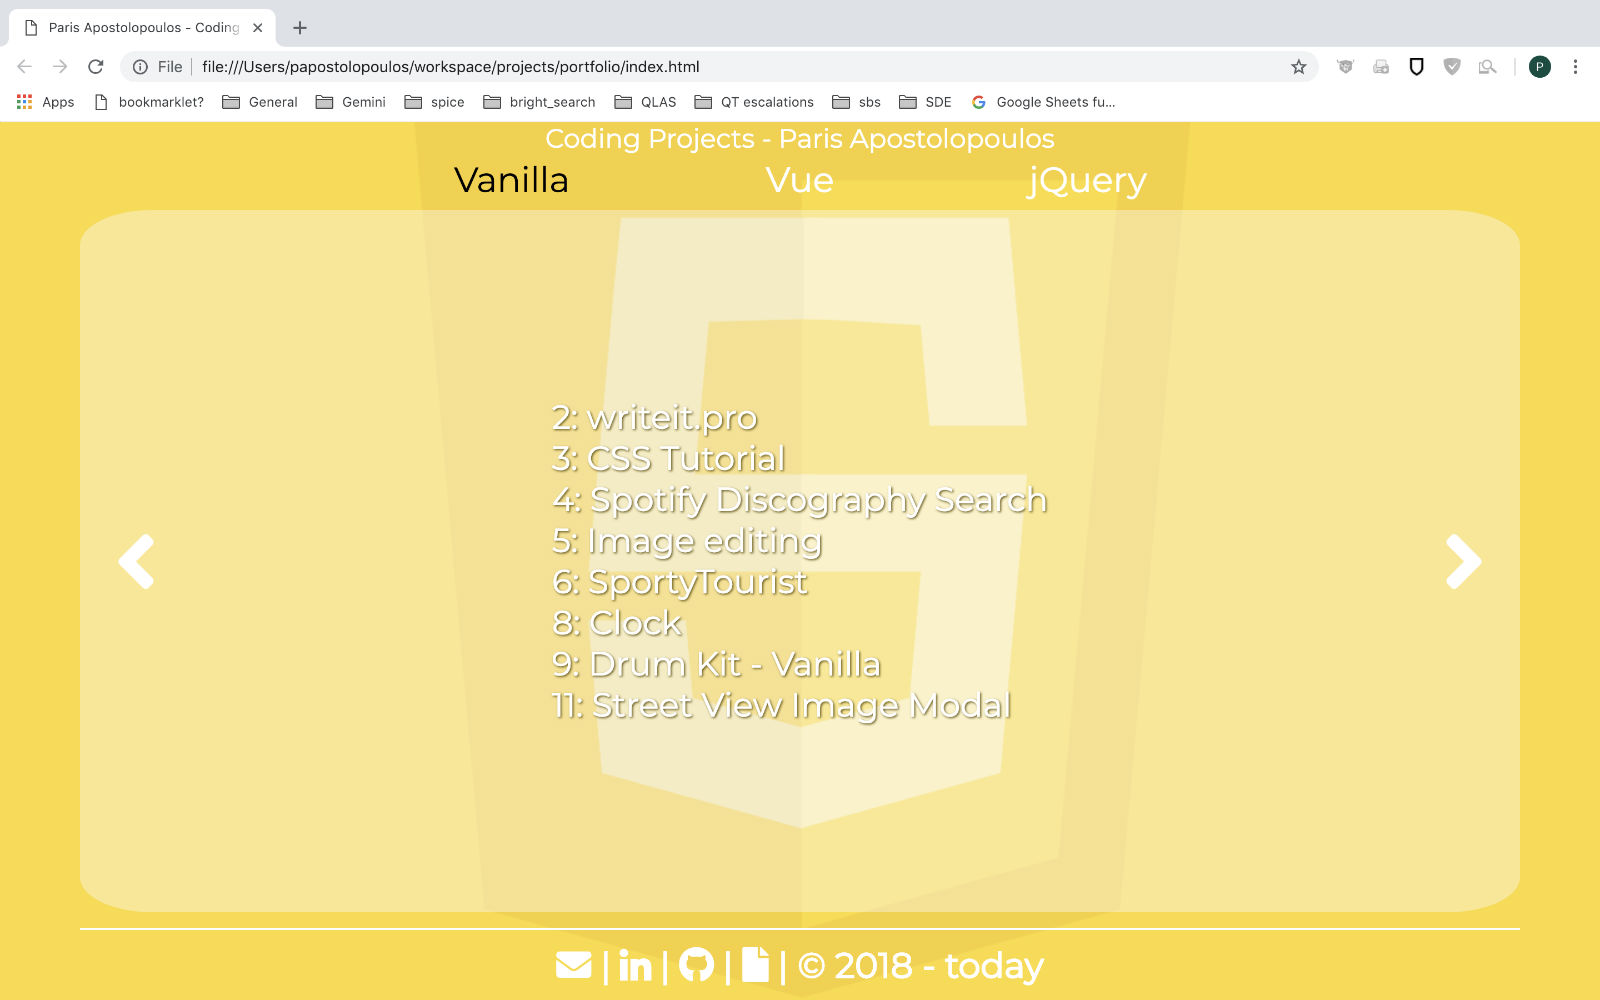 Paris Apostolopoulos - Coding
File file:///Users/papostolopoulos/workspace/projects/portfolio/index.html P
Apps bookmarklet? General Gemini spice bright_search QLAS QT escalations sbs SDE Google Sheets fu...
Coding Projects - Paris Apostolopoulos
Vanilla Vue jQuery
2: writeit.pro
3: CSS Tutorial
4: Spotify Discography Search
5: Image editing
6: SportyTourist
8: Clock
9: Drum Kit - Vanilla
11: Street View Image Modal
| in | | | © 2018 - today